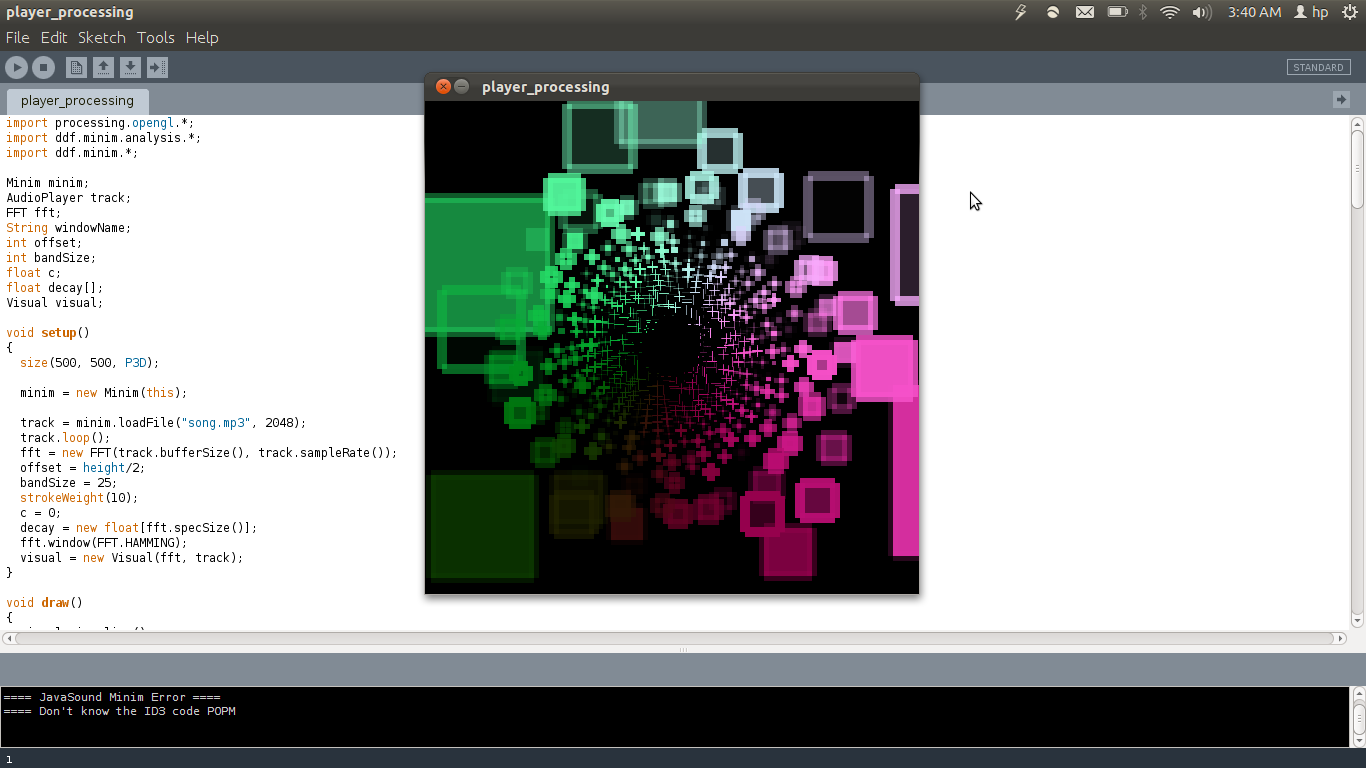 player_processing
3:40 AM hp
File Edit Sketch Tools Help
STANDARD
player_processing
player_processing
import processing.opengl.*;
import ddf.minim.analysis.*;
import ddf.minim.*;
Minim minim;
AudioPlayer track;
FFT fft;
String windowName;
int offset;
int bandSize;
float c;
float decay[];
Visual visual;
void setup()
{
size(500, 500, P3D);
minim = new Minim(this);
track = minim.loadFile("song.mp3", 2048);
track.loop();
fft = new FFT(track.bufferSize(), track.sampleRate());
offset = height/2;
bandSize = 25;
strokeWeight(10);
c = 0;
decay = new float[fft.specSize()];
fft.window(FFT.HAMMING);
visual = new Visual(fft, track);
}
void draw()
{
==== JavaSound Minim Error ====
==== Don't know the ID3 code POPM
1